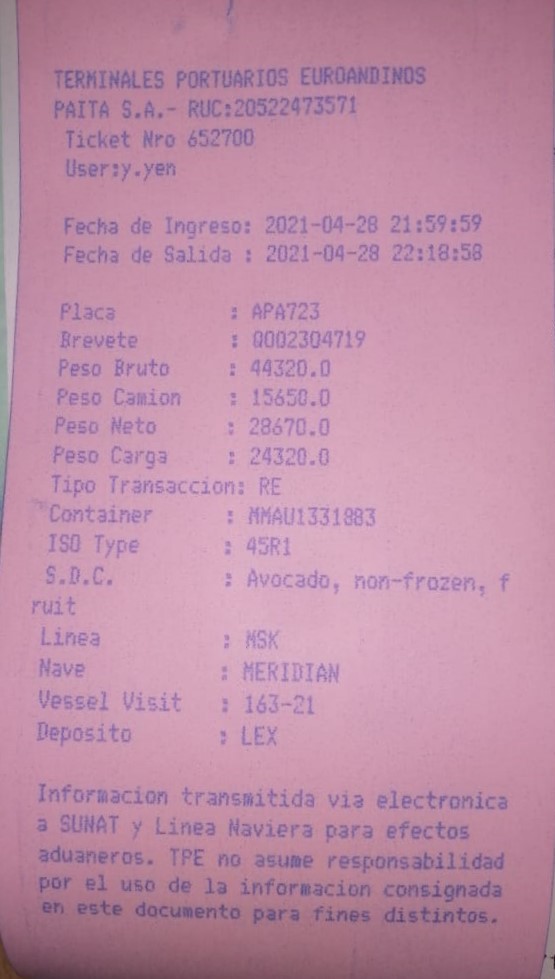 TERMINALES PORTUARIOS EUROANDINOS
PAITA S.A.- RUC:20522473571
Ticket Nro 652700
User:y.yen
Fecha de Ingreso: 2021-04-28 21:59:59
Fecha de Salida : 2021-04-28 22:18:58
Placa : APA723
Brevete : Q002304719
Peso Bruto : 44320.0
Peso Camion : 15650.0
Peso Neto : 28670.0
Peso Carga : 24320.0
Tipo Transaccion: RE
Container : MMAU1331883
ISO Type : 45R1
S.D.C. : Avocado, non-frozen, f
ruit
Linea : MSK
Nave : MERIDIAN
Vessel Visit : 163-21
Deposito : LEX
Informacion transmitida via electronica
a SUNAT y Linea Naviera para efectos
aduaneros. TPE no asume responsabilidad
por el uso de la informacion consignada
en este documento para fines distintos.